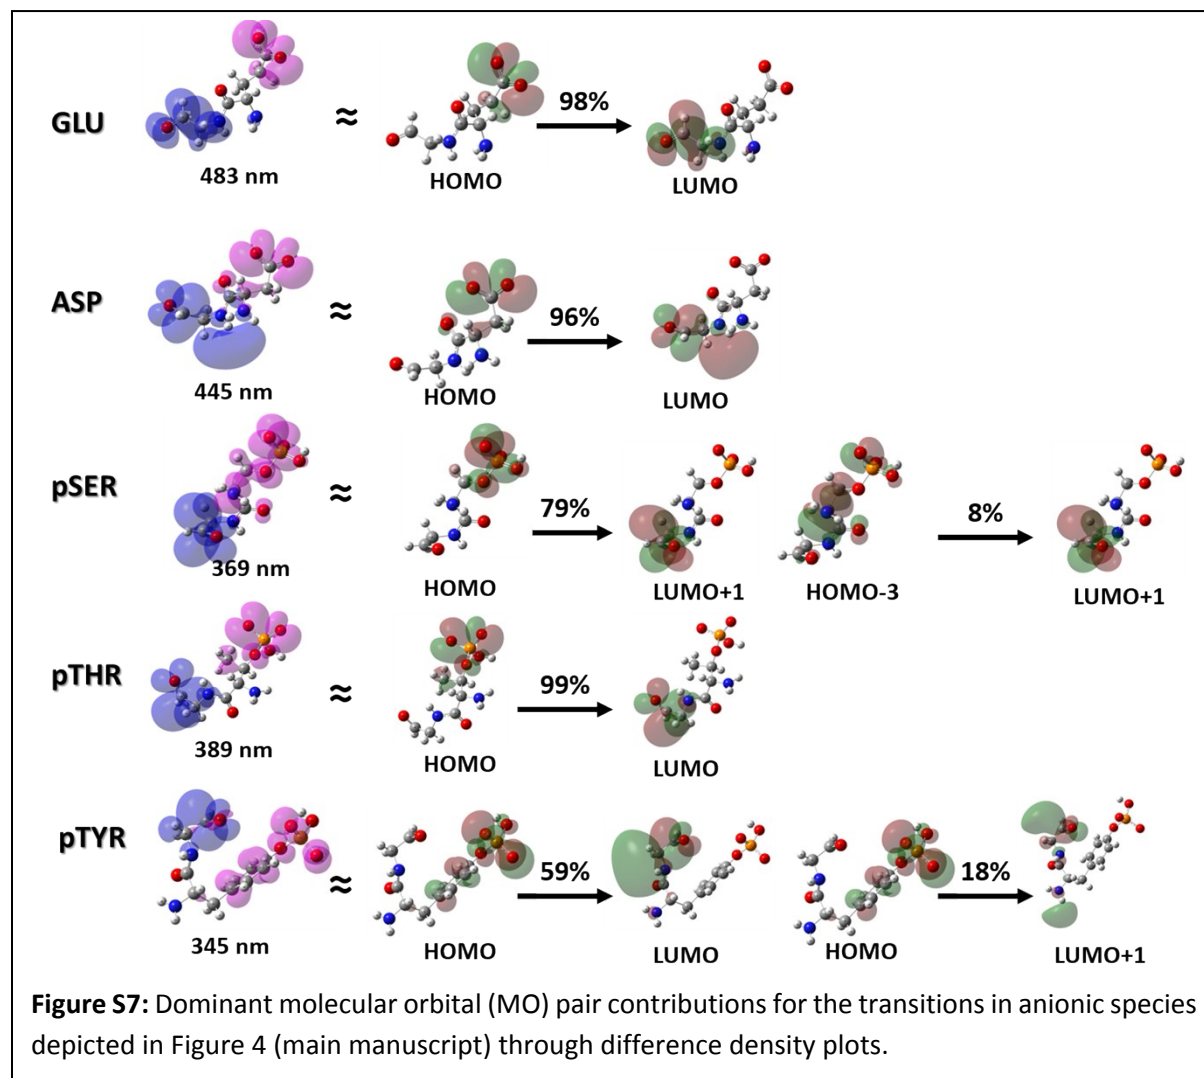 GLU
483 nm
≈
HOMO
98%
LUMO
ASP
445 nm
≈
HOMO
96%
LUMO
pSER
369 nm
≈
HOMO
79%
LUMO+1
HOMO-3
8%
LUMO+1
pTHR
389 nm
≈
HOMO
99%
LUMO
pTYR
345 nm
≈
HOMO
59%
LUMO
HOMO
18%
LUMO+1
Figure S7: Dominant molecular orbital (MO) pair contributions for the transitions in anionic species
depicted in Figure 4 (main manuscript) through difference density plots.